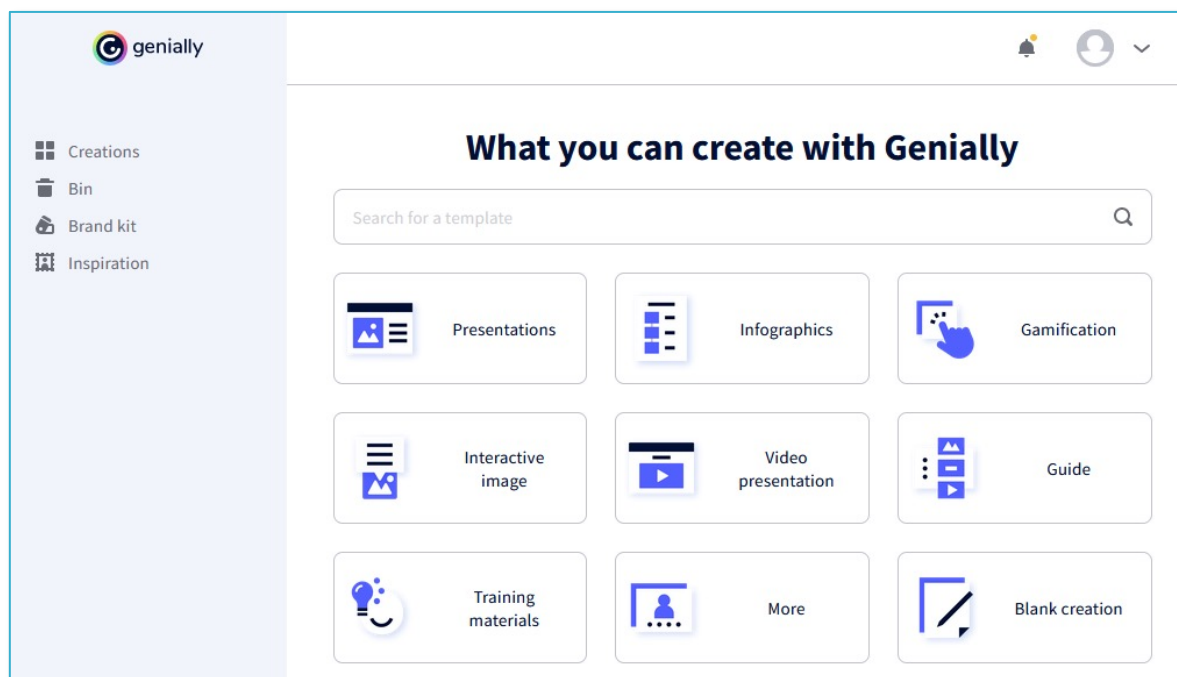 genially
Creations
Bin
Brand kit
Inspiration
What you can create with Genially
Search for a template
Presentations
Infographics
Gamification
Interactive
image
Video
presentation
Guide
Training
materials
More
Blank creation